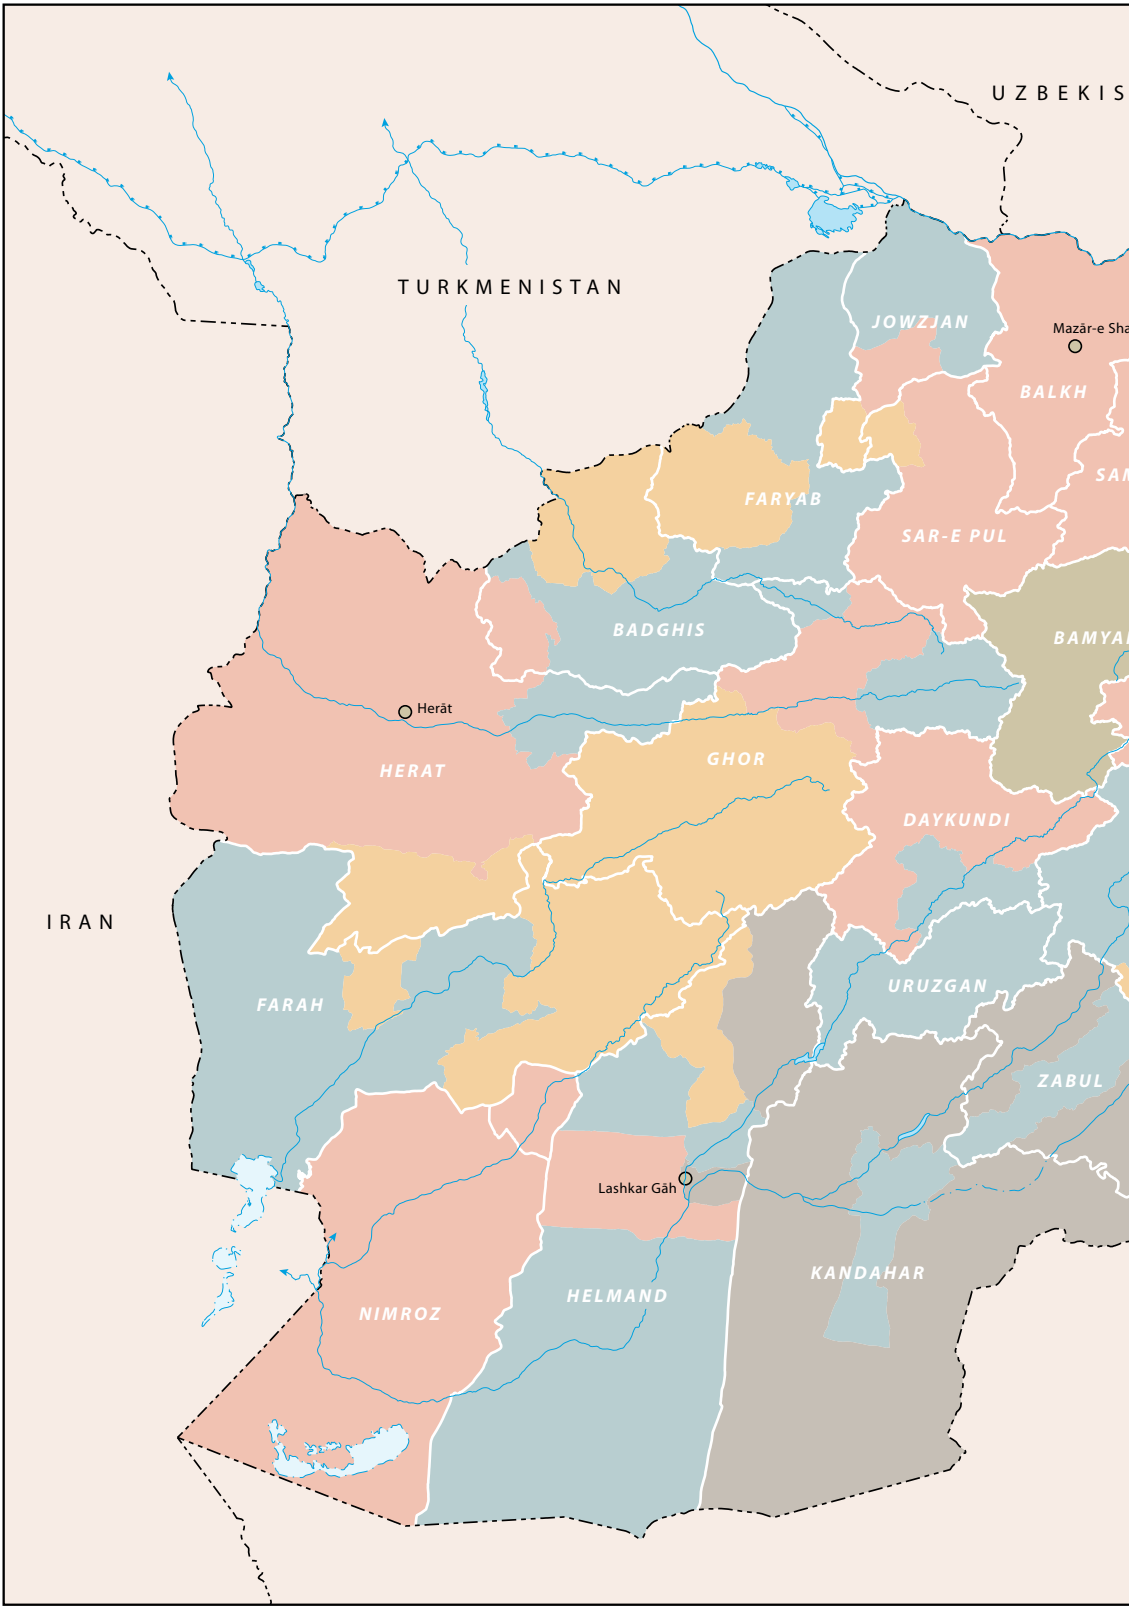 UZBEKIS
TURKMENISTAN
JOWZJAN
Mazār-e Sha
BALKH
SAM
FARYAB
SAR-E PUL
BADGHIS
BAMYA
Herāt
GHOR
HERAT
DAYKUNDI
IRAN
URUZGAN
FARAH
ZABUL
Lashkar Gāh
KANDAHAR
HELMAND
NIMROZ